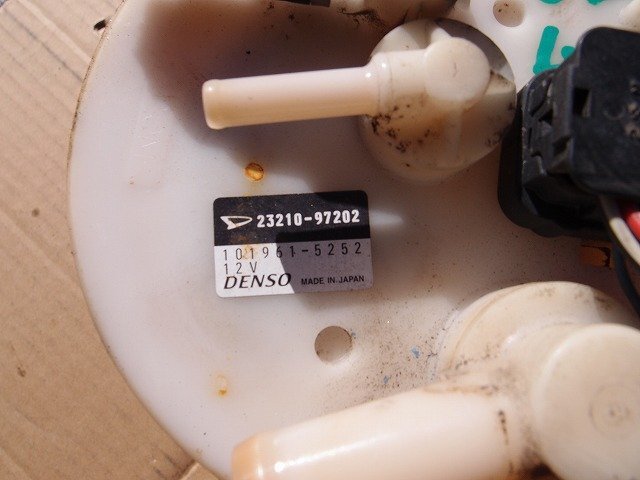 23210-97202
101961-5252
12V
DENSO MADE IN JAPAN